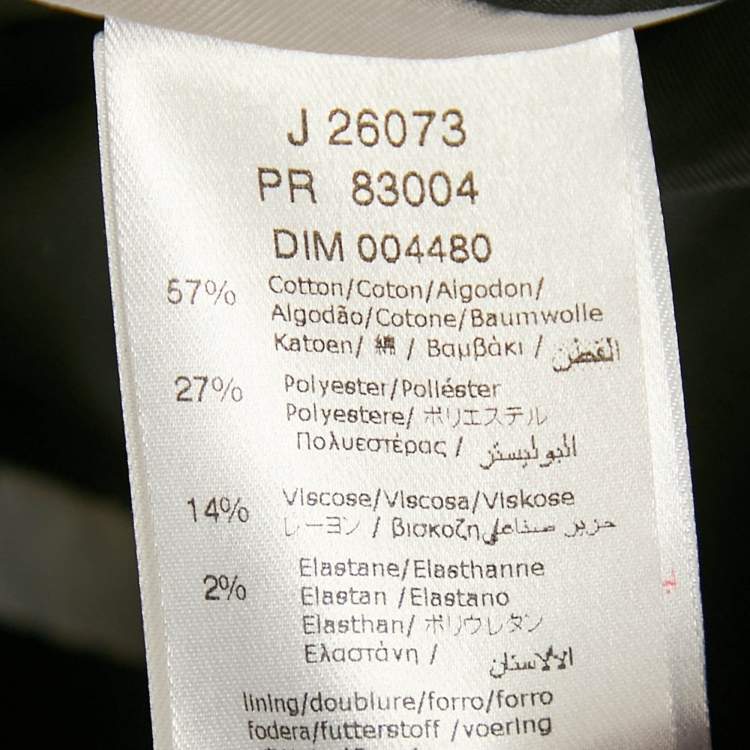 J 26073
PR 83004
DIM 004480
57% Cotton/Coton/Algodon/
Algodão/Cotone/Baumwolle
Katoen/ 綿 / Βαμβάκι / القطن
27% Polyester/Poliéster
Polyestere/ ポリエステル
Πολυεστέρας / البوليستر
14% Viscose/Viscosa/Viskose
レーヨン / βισκοζη حرير صناعي
2% Elastane/Elasthanne
Elastan /Elastano
Elasthan/ ポリウレタン
Ελαστάνη / الالاستان
lining/doublure/forro/forro
fodera/futterstoff /voering